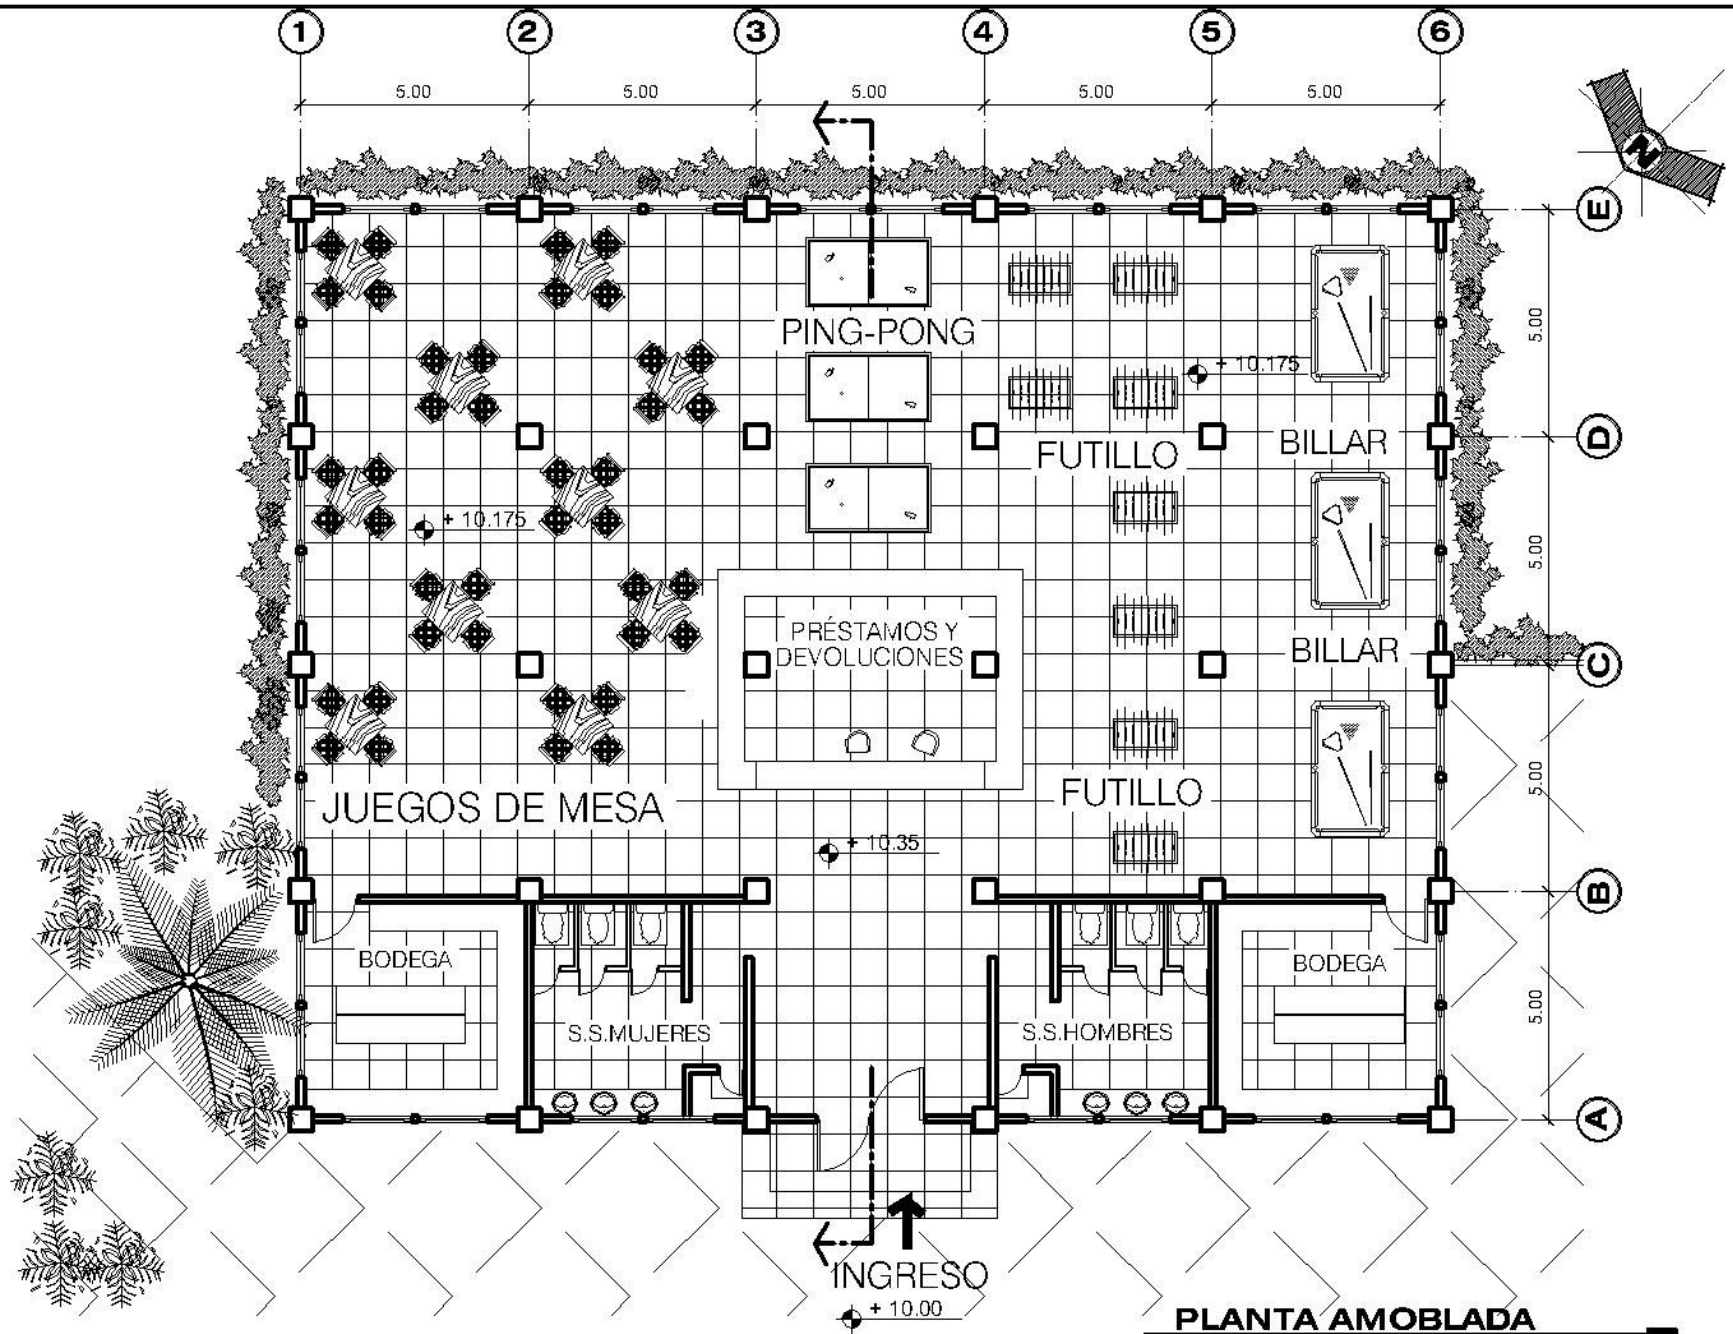 1 2 3 4 5 6
5.00 5.00 5.00 5.00 5.00
N
E
PING-PONG
5.00
+ 10.175
D
FUTILLO
BILLAR
+ 10.175
5.00
PRÉSTAMOS Y
DEVOLUCIONES
BILLAR
C
5.00
JUEGOS DE MESA
FUTILLO
+ 10.35
B
BODEGA
BODEGA
5.00
S.S.MUJERES
S.S.HOMBRES
A
INGRESO
+ 10.00
PLANTA AMOBLADA